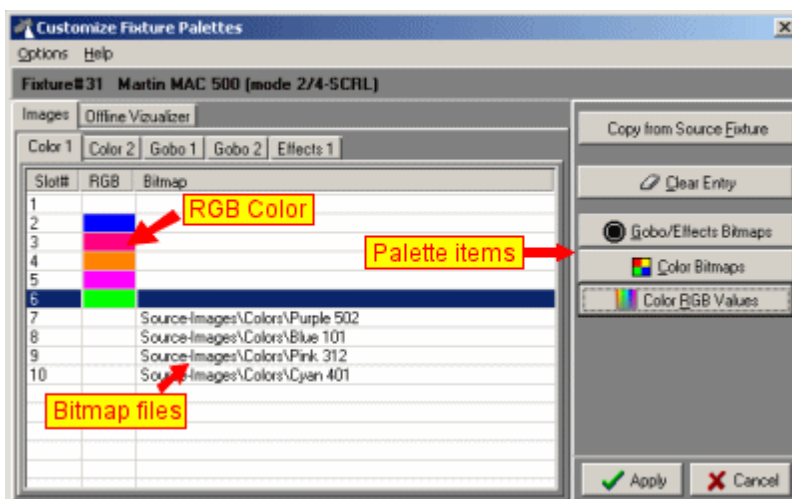 Customize Fixture Palettes
Options Help
Fixture#31 Martin MAC 500 (mode 2/4-SCRL)
Images Offline Vizualizer
Color 1 Color 2 Gobo 1 Gobo 2 Effects 1
Slot# RGB Bitmap
1
2
3
4
5
6
7 Source-Images\Colors\Purple 502
8 Source-Images\Colors\Blue 101
9 Source-Images\Colors\Pink 312
10 Source-Images\Colors\Cyan 401
RGB Color
Bitmap files
Palette items
Copy from Source Fixture
Clear Entry
Gobo/Effects Bitmaps
Color Bitmaps
Color RGB Values
Apply Cancel